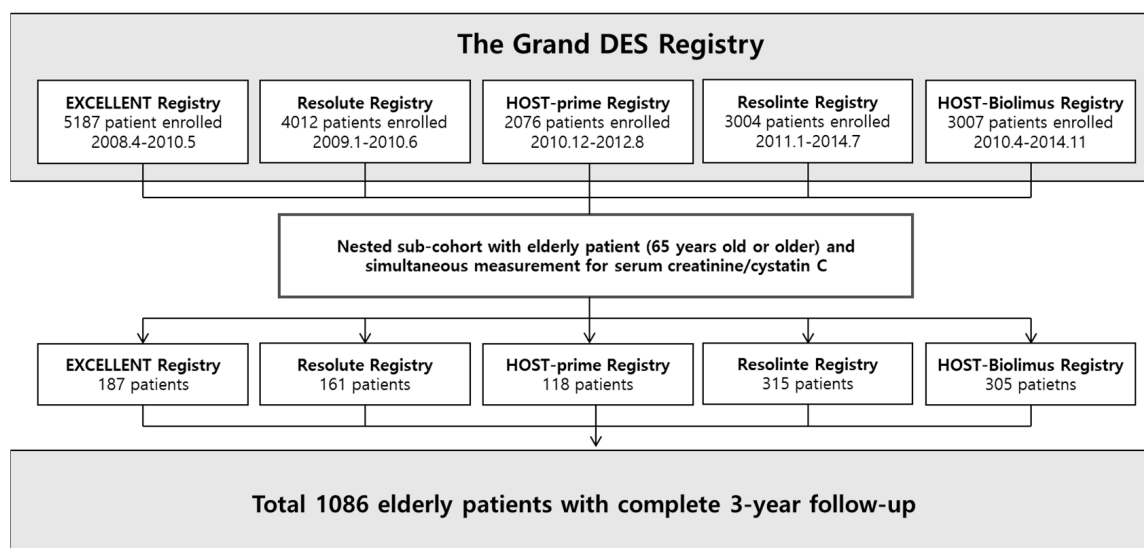 The Grand DES Registry
EXCELLENT Registry
5187 patient enrolled
2008.4-2010.5
Resolute Registry
4012 patients enrolled
2009.1-2010.6
HOST-prime Registry
2076 patients enrolled
2010.12-2012.8
Resolinte Registry
3004 patients enrolled
2011.1-2014.7
HOST-Biolimus Registry
3007 patients enrolled
2010.4-2014.11
Nested sub-cohort with elderly patient (65 years old or older) and
simultaneous measurement for serum creatinine/cystatin C
EXCELLENT Registry
187 patients
Resolute Registry
161 patients
HOST-prime Registry
118 patients
Resolinte Registry
315 patients
HOST-Biolimus Registry
305 patietns
Total 1086 elderly patients with complete 3-year follow-up